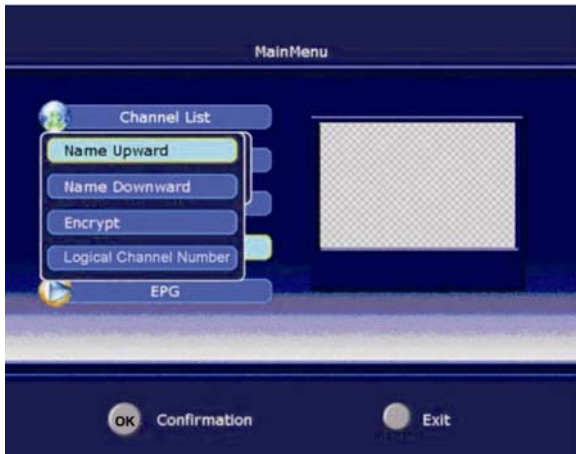 MainMenu
Channel List
Name Upward
Name Downward
Encrypt
Logical Channel Number
EPG
OK Confirmation
Exit